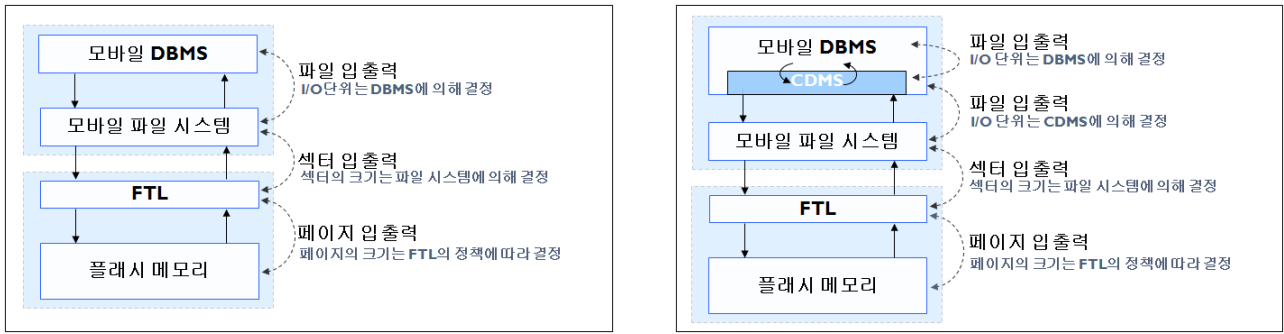 모바일 DBMS
파일 입출력
I/O단위는 DBMS에 의해 결정
모바일 파일 시스템
섹터 입출력
섹터의 크기는 파일 시스템에 의해 결정
FTL
페이지 입출력
페이지의 크기는 FTL의 정책에 따라 결정
플래시 메모리
모바일 DBMS
파일 입출력
I/O 단위는 DBMS에 의해 결정
CDMS
파일 입출력
I/O 단위는 CDMS에 의해 결정
모바일 파일 시스템
섹터 입출력
섹터의 크기는 파일 시스템에 의해 결정
FTL
페이지 입출력
페이지의 크기는 FTL의 정책에 따라 결정
플래시 메모리